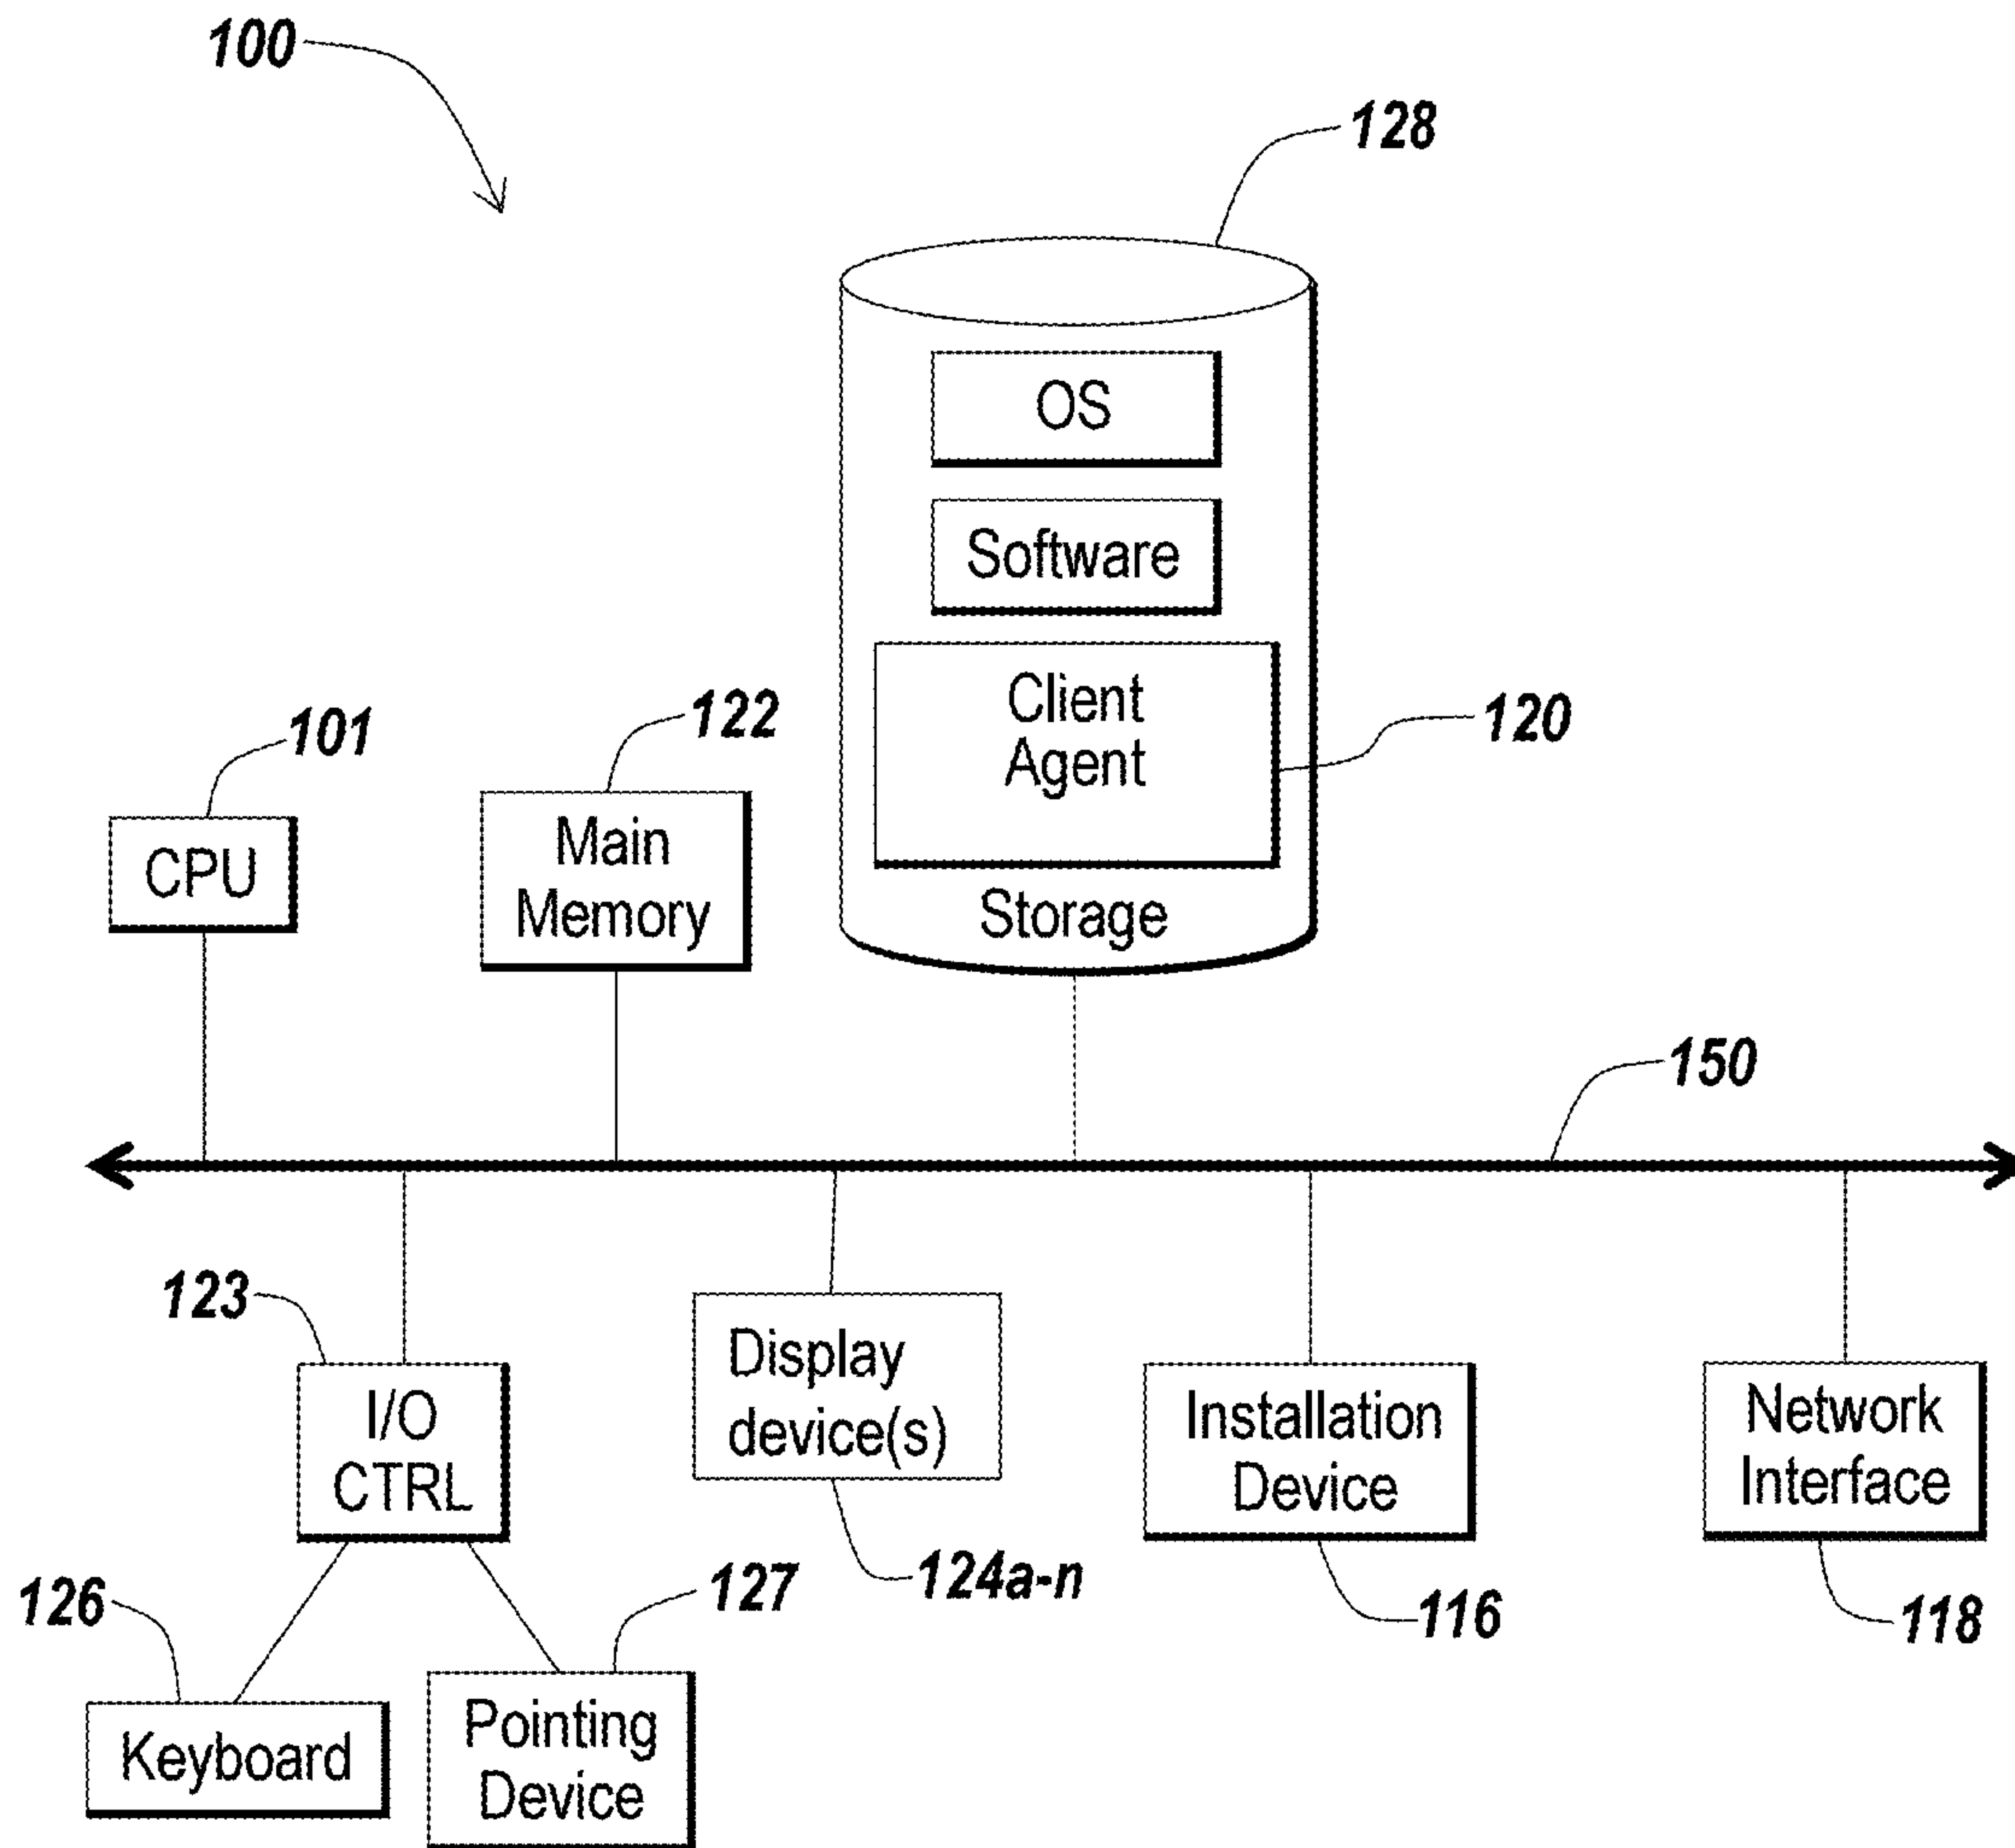 100
128
OS
Software
Client
Agent
120
Storage
101
CPU
122
Main
Memory
150
123
I/O
CTRL
Display
device(s)
124a-n
Installation
Device
116
Network
Interface
118
126
Keyboard
127
Pointing
Device